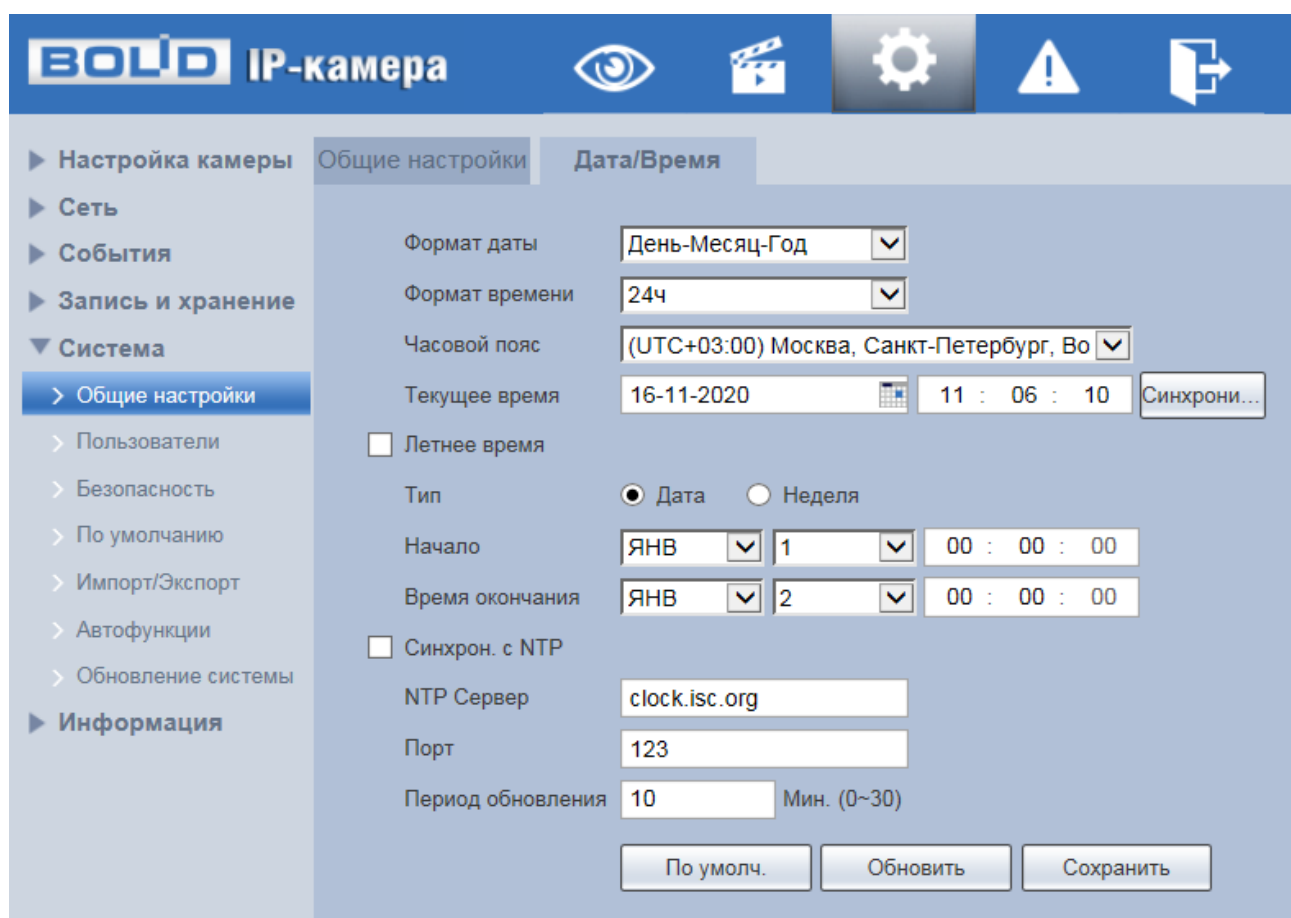 BOLID IP-камера
Настройка камеры
Сеть
События
Запись и хранение
Система
Общие настройки
Пользователи
Безопасность
По умолчанию
Импорт/Экспорт
Автофункции
Обновление системы
Информация
Общие настройки Дата/Время
Формат даты День-Месяц-Год
Формат времени 24ч
Часовой пояс (UTC+03:00) Москва, Санкт-Петербург, Во
Текущее время 16-11-2020 11 : 06 : 10 Синхрони...
Летнее время
Тип Дата Неделя
Начало ЯНВ 1 00 : 00 : 00
Время окончания ЯНВ 2 00 : 00 : 00
Синхрон. с NTP
NTP Сервер clock.isc.org
Порт 123
Период обновления 10 Мин. (0~30)
По умолч. Обновить Сохранить